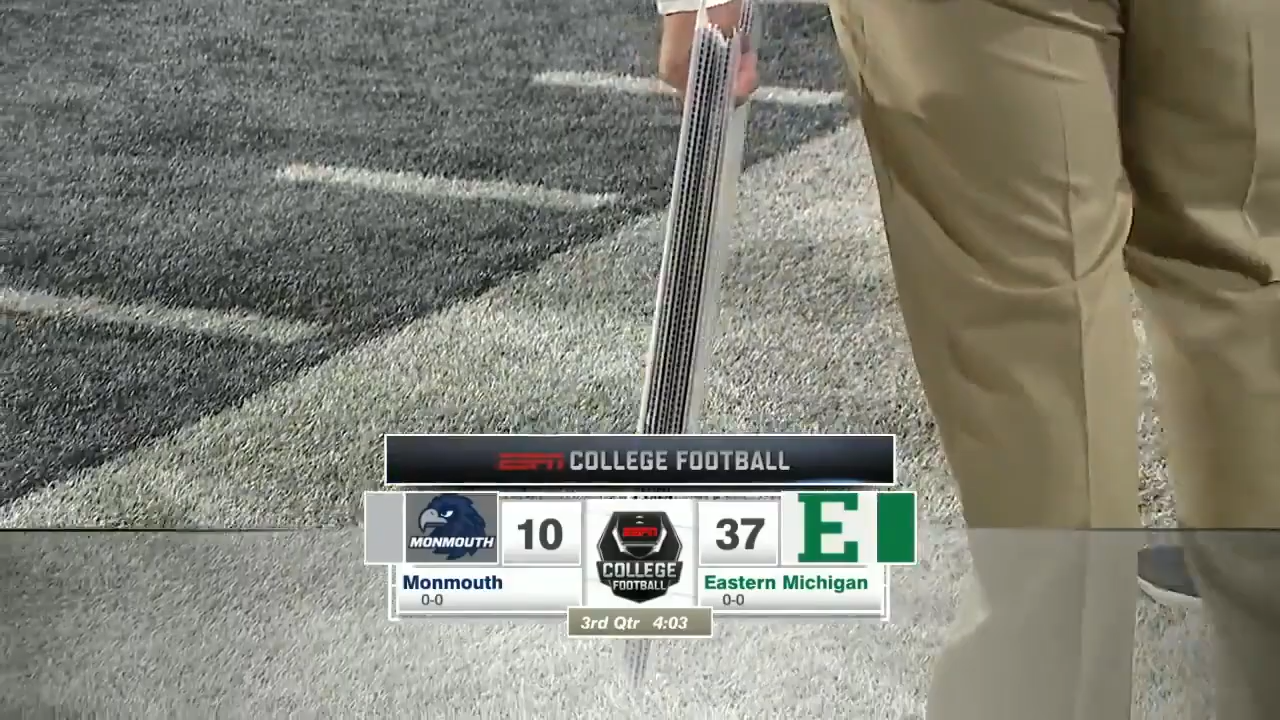 ESPN COLLEGE FOOTBALL
MONMOUTH
10
ESPN
COLLEGE
FOOTBALL
37
E
Monmouth
0-0
Eastern Michigan
0-0
3rd Qtr 4:03